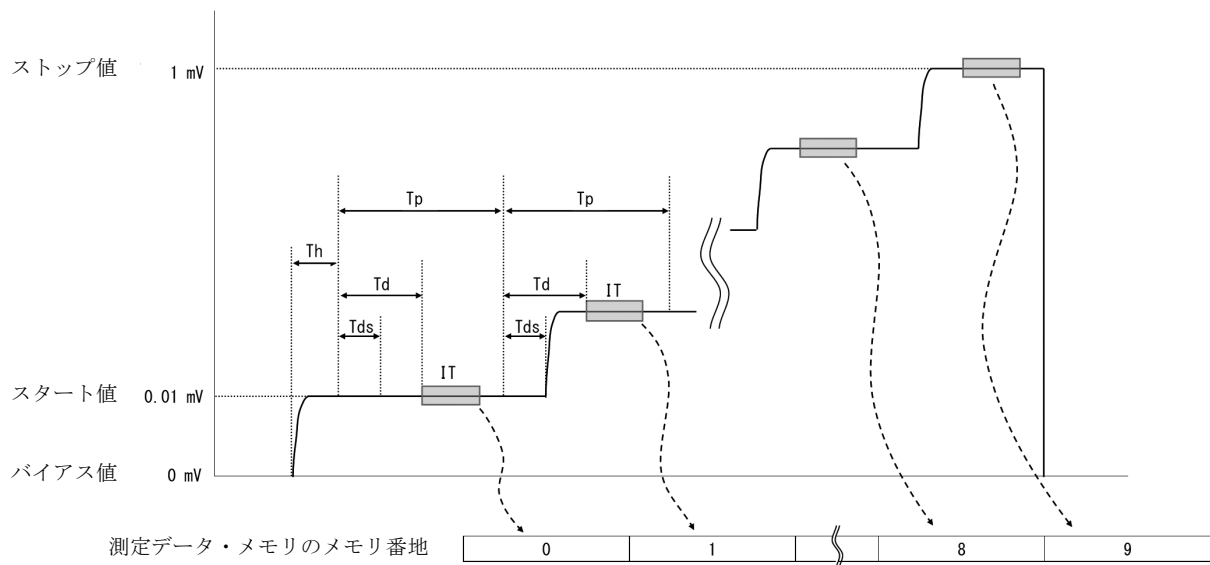 ストップ値 1 mV
Tp Tp
Th
Td Td IT
Tds Tds
IT
スタート値 0.01 mV
バイアス値 0 mV
測定データ・メモリのメモリ番地 0 1 8 9